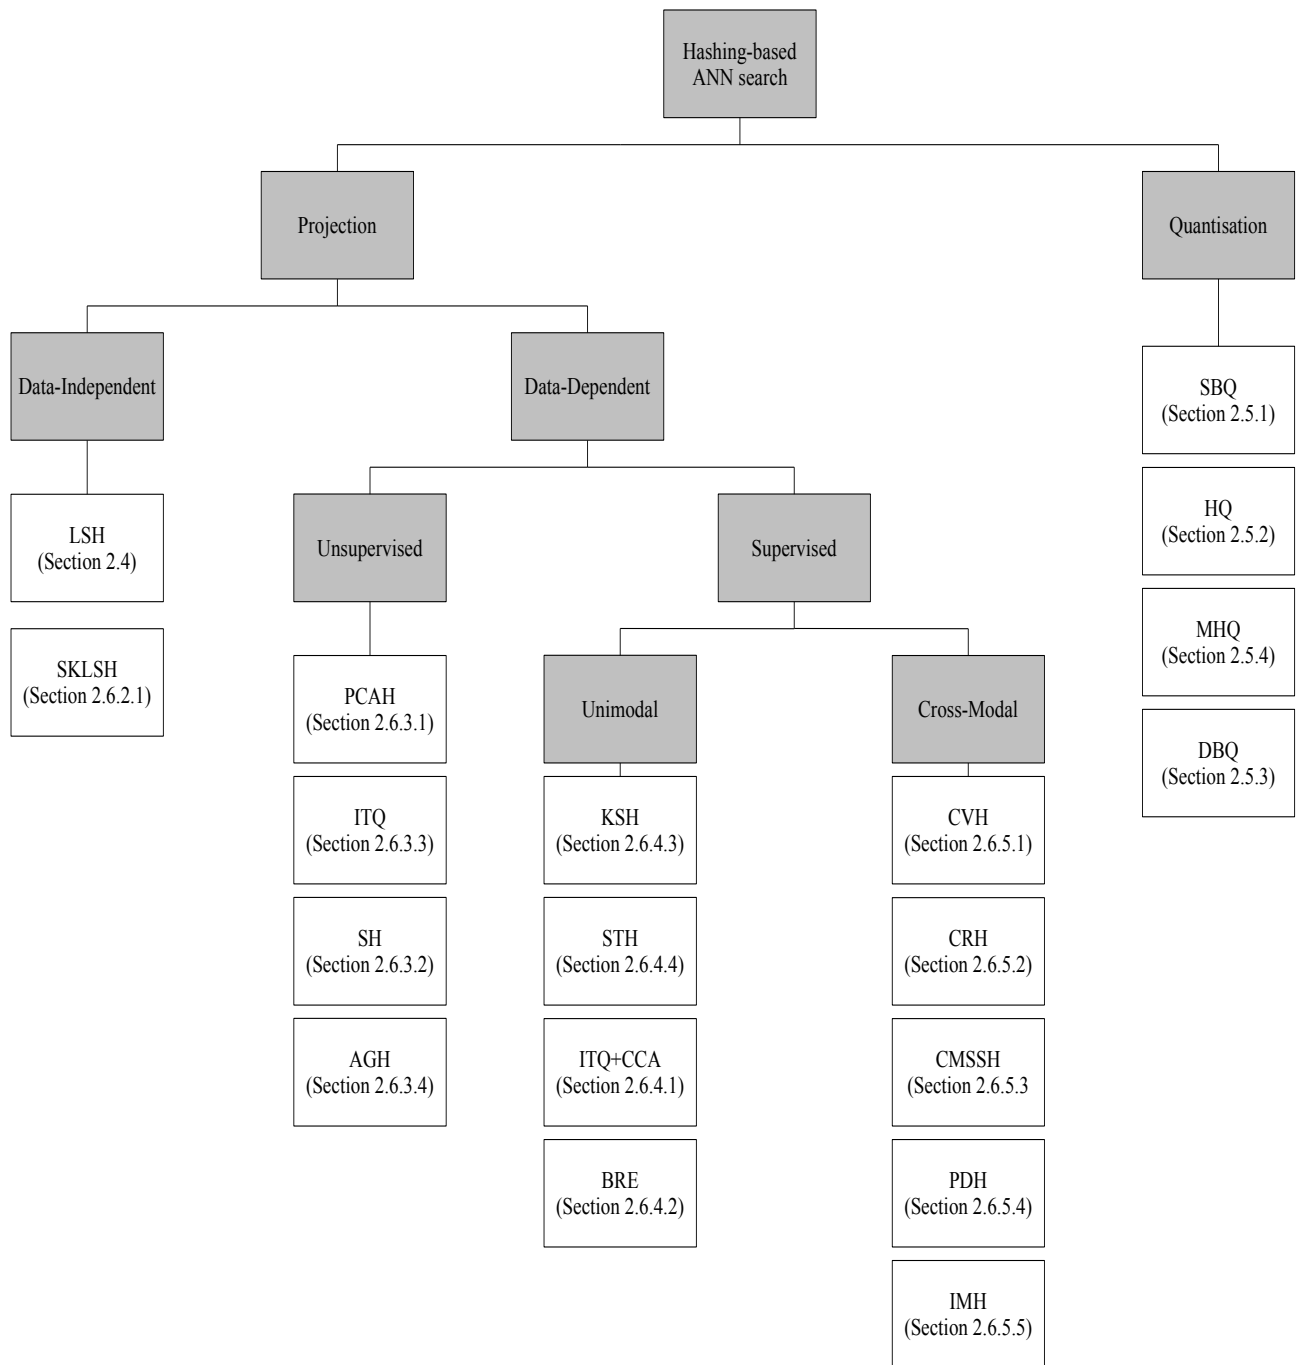 Hashing-based
ANN search
Projection
Quantisation
Data-Independent
Data-Dependent
SBQ
(Section 2.5.1)
HQ
(Section 2.5.2)
MHQ
(Section 2.5.4)
DBQ
(Section 2.5.3)
LSH
(Section 2.4)
SKLSH
(Section 2.6.2.1)
Unsupervised
Supervised
PCAH
(Section 2.6.3.1)
ITQ
(Section 2.6.3.3)
SH
(Section 2.6.3.2)
AGH
(Section 2.6.3.4)
Unimodal
Cross-Modal
KSH
(Section 2.6.4.3)
STH
(Section 2.6.4.4)
ITQ+CCA
(Section 2.6.4.1)
BRE
(Section 2.6.4.2)
CVH
(Section 2.6.5.1)
CRH
(Section 2.6.5.2)
CMSSH
(Section 2.6.5.3
PDH
(Section 2.6.5.4)
IMH
(Section 2.6.5.5)